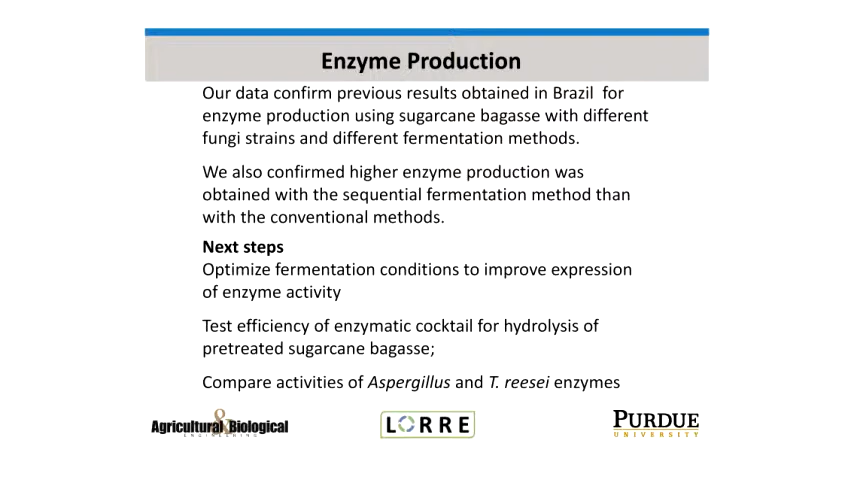 Enzyme Production
Our data confirm previous results obtained in Brazil for
enzyme production using sugarcane bagasse with different
fungi strains and different fermentation methods.
We also confirmed higher enzyme production was
obtained with the sequential fermentation method than
with the conventional methods.
Next steps
Optimize fermentation conditions to improve expression
of enzyme activity
Test efficiency of enzymatic cocktail for hydrolysis of
pretreated sugarcane bagasse;
Compare activities of Aspergillus and T. reesei enzymes
Agricultural & Biological
ENGINEERING
LORRE
PURDUE
UNIVERSITY